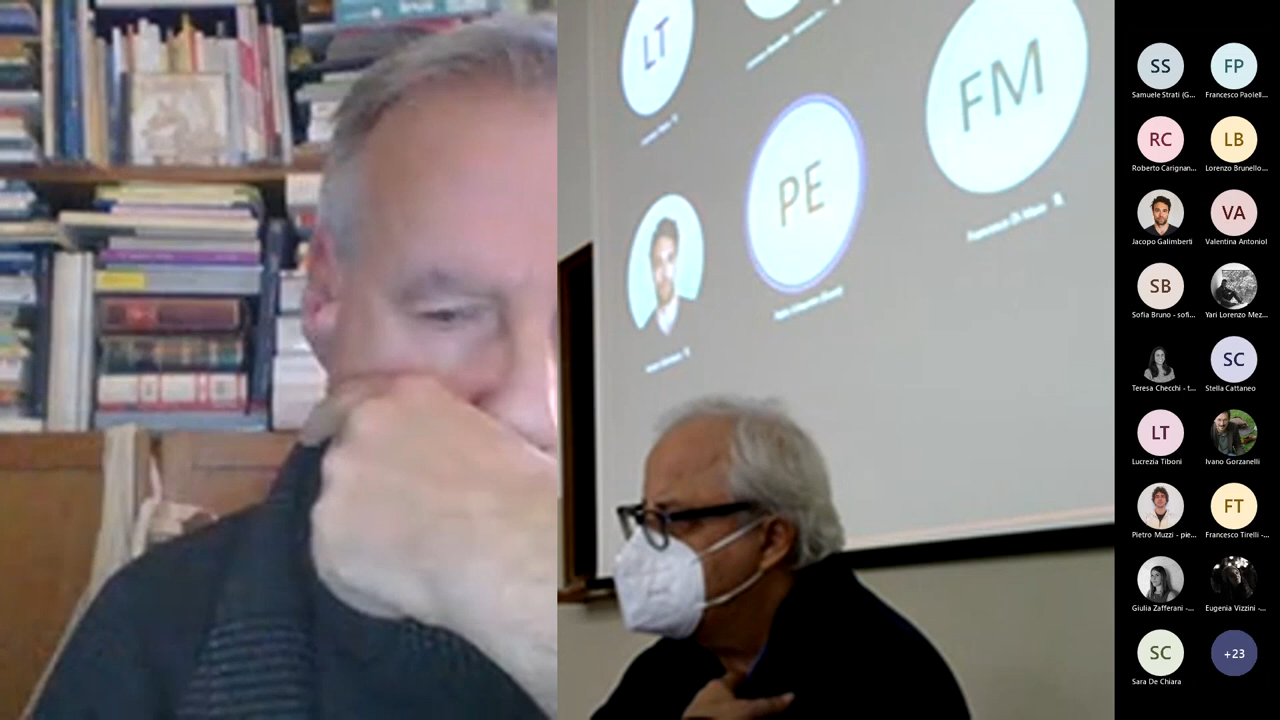 LT
FM
PE
SS
FP
Samuele Strati (G...
Francesco Paolell...
RC
LB
Roberto Carignan...
Lorenzo Brunello...
VA
Jacopo Galimberti
Valentina Antoniol
SB
Sofia Bruno - sofi...
Yari Lorenzo Mez...
SC
Teresa Checchi - t...
Stella Cattaneo
LT
Lucrezia Tiboni
Ivano Gorzanelli
FT
Pietro Muzzi - pie...
Francesco Tirelli -...
Giulia Zafferani -...
Eugenia Vizzini -...
SC
+23
Sara De Chiara